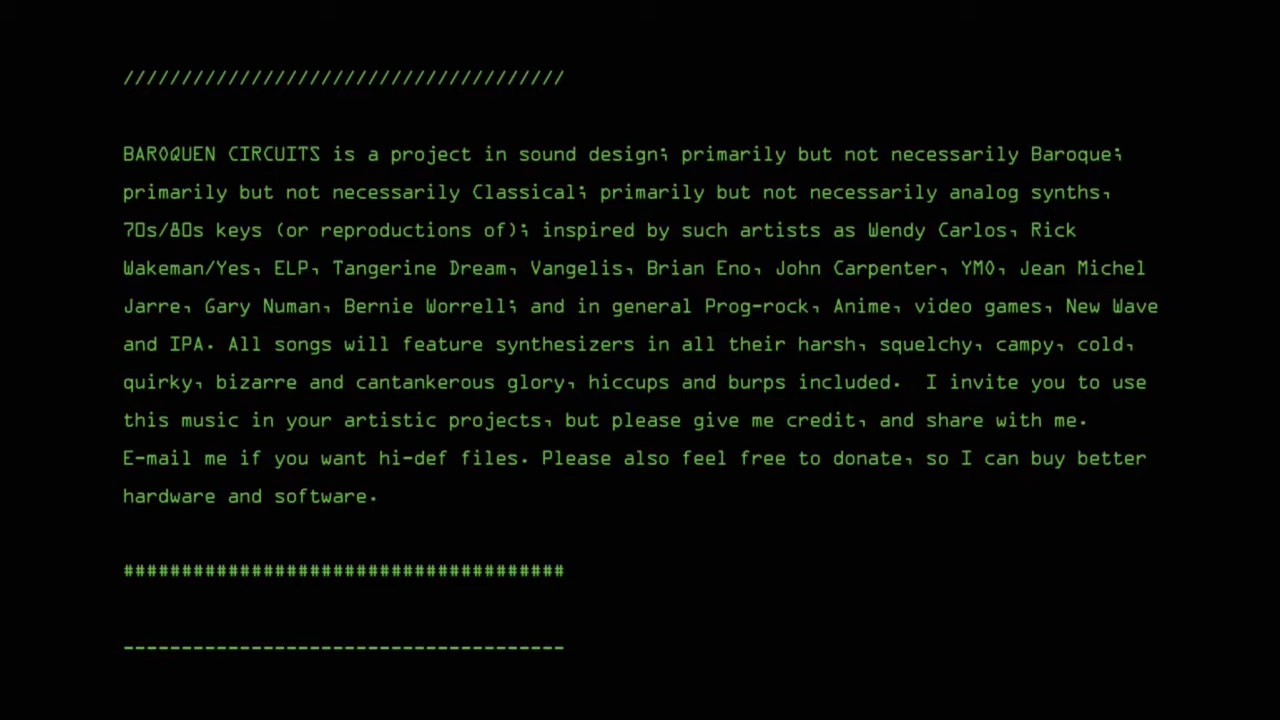 //////////////////////////////////////
BAROQUEN CIRCUITS is a project in sound design; primarily but not necessarily Baroque;
primarily but not necessarily Classical; primarily but not necessarily analog synths,
70s/80s keys (or reproductions of); inspired by such artists as Wendy Carlos, Rick
Wakeman/Yes, ELP, Tangerine Dream, Vangelis, Brian Eno, John Carpenter, YMO, Jean Michel
Jarre, Gary Numan, Bernie Worrell; and in general Prog-rock, Anime, video games, New Wave
and IPA. All songs will feature synthesizers in all their harsh, squelchy, campy, cold,
quirky, bizarre and cantankerous glory, hiccups and burps included.  I invite you to use
this music in your artistic projects, but please give me credit, and share with me.
E-mail me if you want hi-def files. Please also feel free to donate, so I can buy better
hardware and software.
######################################
--------------------------------------